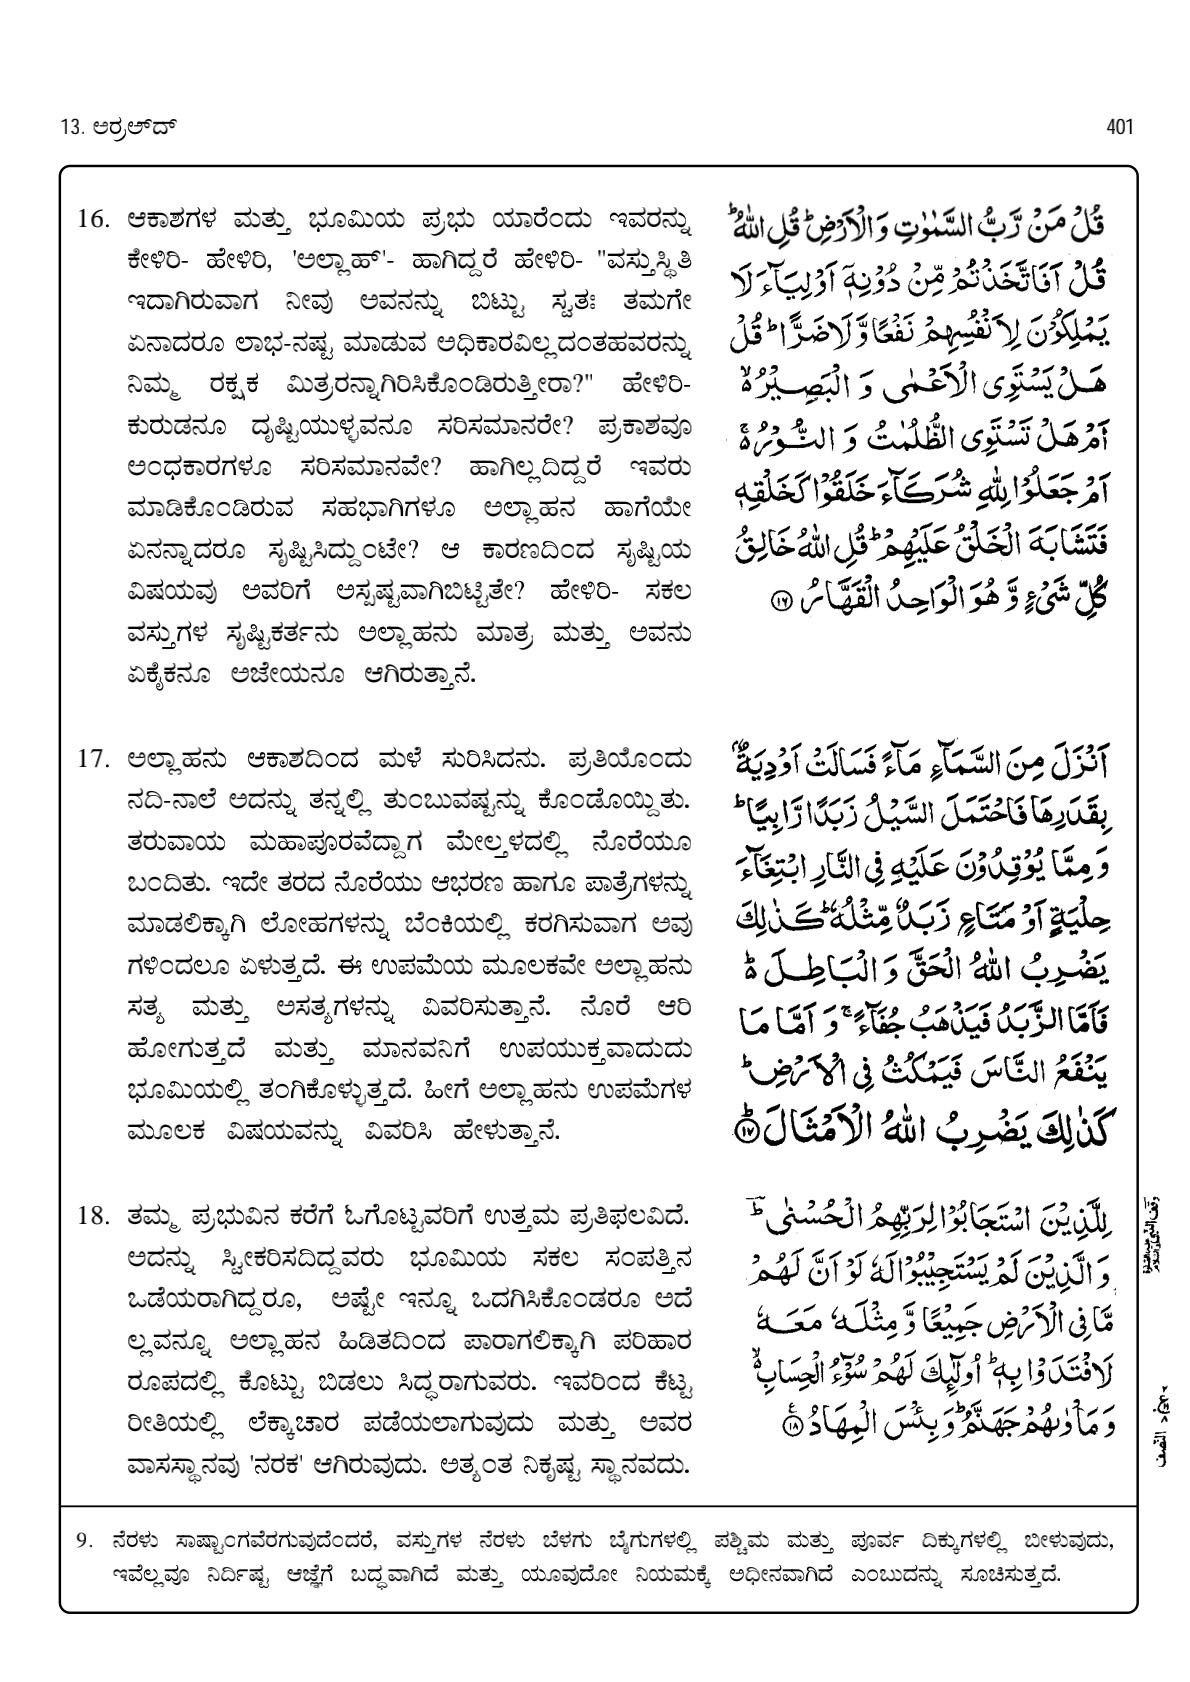 13. ಅರ್‍ರಅ್‌ದ್
401
16. ಆಕಾಶಗಳ ಮತ್ತು ಭೂಮಿಯ ಪ್ರಭು ಯಾರೆಂದು ಇವರನ್ನು
ಕೇಳಿರಿ- ಹೇಳಿರಿ, 'ಅಲ್ಲಾಹ್'- ಹಾಗಿದ್ದರೆ ಹೇಳಿರಿ- "ವಸ್ತುಸ್ಥಿತಿ
ಇದಾಗಿರುವಾಗ ನೀವು ಅವನನ್ನು ಬಿಟ್ಟು ಸ್ವತಃ ತಮಗೇ
ಏನಾದರೂ ಲಾಭ-ನಷ್ಟ ಮಾಡುವ ಅಧಿಕಾರವಿಲ್ಲದಂತಹವರನ್ನು
ನಿಮ್ಮ ರಕ್ಷಕ ಮಿತ್ರರನ್ನಾಗಿರಿಸಿಕೊಂಡಿರುತ್ತೀರಾ?" ಹೇಳಿರಿ-
ಕುರುಡನೂ ದೃಷ್ಟಿಯುಳ್ಳವನೂ ಸರಿಸಮಾನರೇ? ಪ್ರಕಾಶವೂ
ಅಂಧಕಾರಗಳೂ ಸರಿಸಮಾನವೇ? ಹಾಗಿಲ್ಲದಿದ್ದರೆ ಇವರು
ಮಾಡಿಕೊಂಡಿರುವ ಸಹಭಾಗಿಗಳೂ ಅಲ್ಲಾಹನ ಹಾಗೆಯೇ
ಏನನ್ನಾದರೂ ಸೃಷ್ಟಿಸಿದ್ದುಂಟೇ? ಆ ಕಾರಣದಿಂದ ಸೃಷ್ಟಿಯ
ವಿಷಯವು ಅವರಿಗೆ ಅಸ್ಪಷ್ಟವಾಗಿಬಿಟ್ಟಿತೇ? ಹೇಳಿರಿ- ಸಕಲ
ವಸ್ತುಗಳ ಸೃಷ್ಟಿಕರ್ತನು ಅಲ್ಲಾಹನು ಮಾತ್ರ ಮತ್ತು ಅವನು
ಏಕೈಕನೂ ಅಜೇಯನೂ ಆಗಿರುತ್ತಾನೆ.
قُلْ مَنْ رَّبُّ السَّمٰوٰتِ وَالْاَرْضِ ؕ قُلِ اللّٰهُ ؕ
قُلْ اَفَاتَّخَذْتُمْ مِّنْ دُوْنِهٖۤ اَوْلِيَآءَ لَا
يَمْلِكُوْنَ لِاَنْفُسِهِمْ نَفْعًا وَّلَا ضَرًّا ؕ قُلْ
هَلْ يَسْتَوِى الْاَعْمٰى وَ الْبَصِيْرُ ۙ
اَمْ هَلْ تَسْتَوِى الظُّلُمٰتُ وَ النُّوْرُ ۚ
اَمْ جَعَلُوْا لِلّٰهِ شُرَكَآءَ خَلَقُوْا كَخَلْقِهٖ
فَتَشَابَهَ الْخَلْقُ عَلَيْهِمْ ؕ قُلِ اللّٰهُ خَالِقُ
كُلِّ شَىْءٍ وَّ هُوَ الْوَاحِدُ الْقَهَّارُ ﴿۱۶﴾
17. ಅಲ್ಲಾಹನು ಆಕಾಶದಿಂದ ಮಳೆ ಸುರಿಸಿದನು. ಪ್ರತಿಯೊಂದು
ನದಿ-ನಾಲೆ ಅದನ್ನು ತನ್ನಲ್ಲಿ ತುಂಬುವಷ್ಟನ್ನು ಕೊಂಡೊಯ್ದಿತು.
ತರುವಾಯ ಮಹಾಪೂರವೆದ್ದಾಗ ಮೇಲ್ತಳದಲ್ಲಿ ನೊರೆಯೂ
ಬಂದಿತು. ಇದೇ ತರದ ನೊರೆಯು ಆಭರಣ ಹಾಗೂ ಪಾತ್ರೆಗಳನ್ನು
ಮಾಡಲಿಕ್ಕಾಗಿ ಲೋಹಗಳನ್ನು ಬೆಂಕಿಯಲ್ಲಿ ಕರಗಿಸುವಾಗ ಅವು
ಗಳಿಂದಲೂ ಏಳುತ್ತದೆ. ಈ ಉಪಮೆಯ ಮೂಲಕವೇ ಅಲ್ಲಾಹನು
ಸತ್ಯ ಮತ್ತು ಅಸತ್ಯಗಳನ್ನು ವಿವರಿಸುತ್ತಾನೆ. ನೊರೆ ಆರಿ
ಹೋಗುತ್ತದೆ ಮತ್ತು ಮಾನವನಿಗೆ ಉಪಯುಕ್ತವಾದುದು
ಭೂಮಿಯಲ್ಲಿ ತಂಗಿಕೊಳ್ಳುತ್ತದೆ. ಹೀಗೆ ಅಲ್ಲಾಹನು ಉಪಮೆಗಳ
ಮೂಲಕ ವಿಷಯವನ್ನು ವಿವರಿಸಿ ಹೇಳುತ್ತಾನೆ.
اَنْزَلَ مِنَ السَّمَآءِ مَآءً فَسَالَتْ اَوْدِيَةٌۢ
بِقَدَرِهَا فَاحْتَمَلَ السَّيْلُ زَبَدًا رَّابِيًا ؕ
وَ مِمَّا يُوْقِدُوْنَ عَلَيْهِ فِى النَّارِ ابْتِغَآءَ
حِلْيَةٍ اَوْ مَتَاعٍ زَبَدٌ مِّثْلُهٗ ؕ كَذٰلِكَ
يَضْرِبُ اللّٰهُ الْحَقَّ وَ الْبَاطِلَ ۬ؕ
فَاَمَّا الزَّبَدُ فَيَذْهَبُ جُفَآءً ۚ وَ اَمَّا مَا
يَنْفَعُ النَّاسَ فَيَمْكُثُ فِى الْاَرْضِ ؕ
كَذٰلِكَ يَضْرِبُ اللّٰهُ الْاَمْثَالَ ؕ﴿۱۷﴾
18. ತಮ್ಮ ಪ್ರಭುವಿನ ಕರೆಗೆ ಓಗೊಟ್ಟವರಿಗೆ ಉತ್ತಮ ಪ್ರತಿಫಲವಿದೆ.
ಅದನ್ನು ಸ್ವೀಕರಿಸದಿದ್ದವರು ಭೂಮಿಯ ಸಕಲ ಸಂಪತ್ತಿನ
ಒಡೆಯರಾಗಿದ್ದರೂ, ಅಷ್ಟೇ ಇನ್ನೂ ಒದಗಿಸಿಕೊಂಡರೂ ಅದೆ
ಲ್ಲವನ್ನೂ ಅಲ್ಲಾಹನ ಹಿಡಿತದಿಂದ ಪಾರಾಗಲಿಕ್ಕಾಗಿ ಪರಿಹಾರ
ರೂಪದಲ್ಲಿ ಕೊಟ್ಟು ಬಿಡಲು ಸಿದ್ಧರಾಗುವರು. ಇವರಿಂದ ಕೆಟ್ಟ
ರೀತಿಯಲ್ಲಿ ಲೆಕ್ಕಾಚಾರ ಪಡೆಯಲಾಗುವುದು ಮತ್ತು ಅವರ
ವಾಸಸ್ಥಾನವು 'ನರಕ' ಆಗಿರುವುದು. ಅತ್ಯಂತ ನಿಕೃಷ್ಟ ಸ್ಥಾನವದು.
لِلَّذِيْنَ اسْتَجَابُوْا لِرَبِّهِمُ الْحُسْنٰى ؕ
وَ الَّذِيْنَ لَمْ يَسْتَجِيْبُوْا لَهٗ لَوْ اَنَّ لَهُمْ
مَّا فِى الْاَرْضِ جَمِيْعًا وَّ مِثْلَهٗ مَعَهٗ
لَافْتَدَوْا بِهٖ ؕ اُولٰٓئِكَ لَهُمْ سُوْٓءُ الْحِسَابِ ۙ۬
وَ مَاْوٰىهُمْ جَهَنَّمُ ؕ وَ بِئْسَ الْمِهَادُ ﴿۱۸﴾
النصف
9. ನೆರಳು ಸಾಷ್ಟಾಂಗವೆರಗುವುದೆಂದರೆ, ವಸ್ತುಗಳ ನೆರಳು ಬೆಳಗು ಬೈಗುಗಳಲ್ಲಿ ಪಶ್ಚಿಮ ಮತ್ತು ಪೂರ್ವ ದಿಕ್ಕುಗಳಲ್ಲಿ ಬೀಳುವುದು,
ಇವೆಲ್ಲವೂ ನಿರ್ದಿಷ್ಟ ಆಜ್ಞೆಗೆ ಬದ್ಧವಾಗಿದೆ ಮತ್ತು ಯಾವುದೋ ನಿಯಮಕ್ಕೆ ಅಧೀನವಾಗಿದೆ ಎಂಬುದನ್ನು ಸೂಚಿಸುತ್ತದೆ.